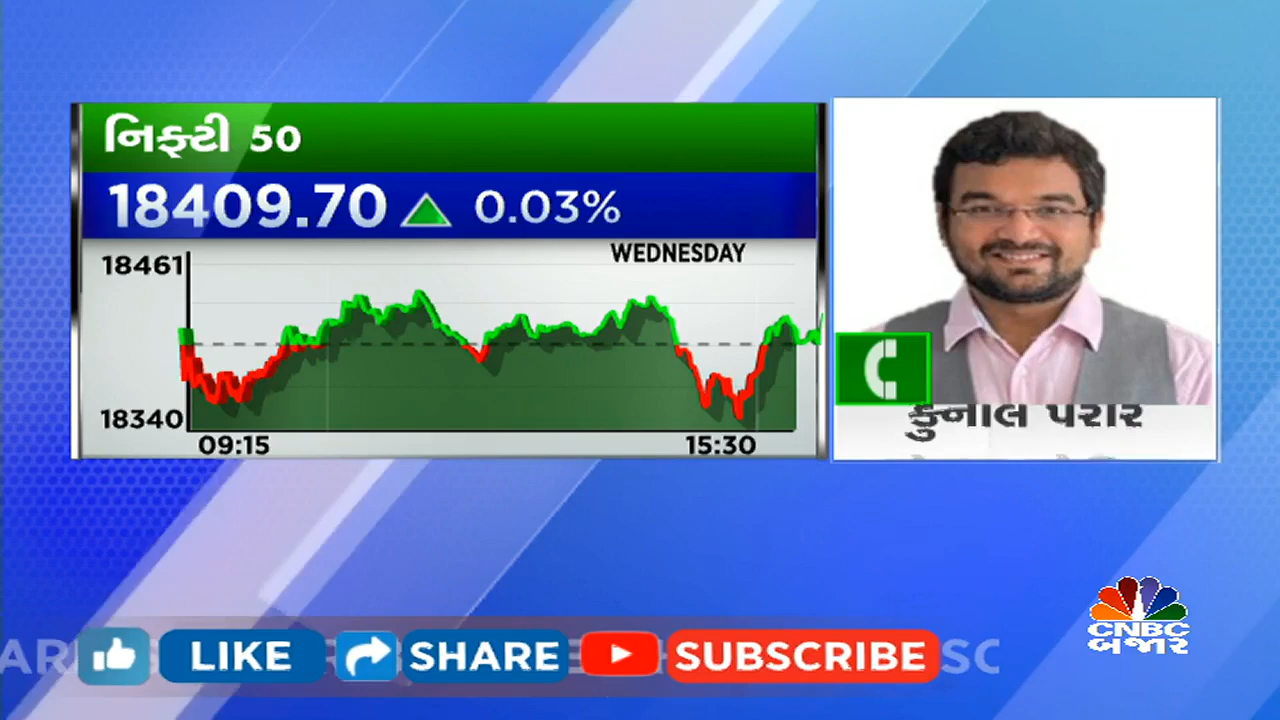 નિફ્ટી 50
18409.70 0.03%
WEDNESDAY
18461
18340
09:15 15:30
કુનાલ પરાર
LIKE SHARE SUBSCRIBE
CNBC
બજાર